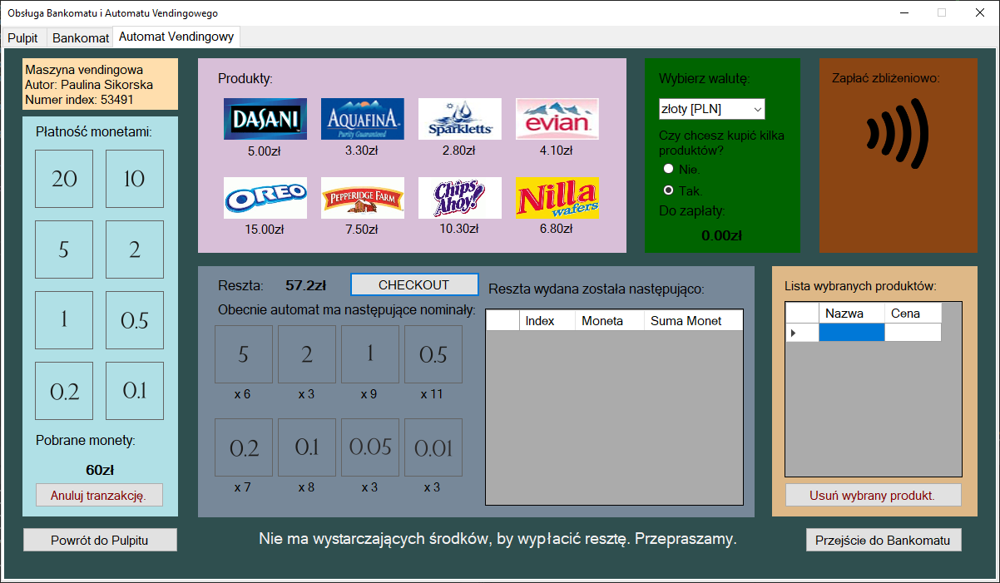 Obsługa Bankomatu i Automatu Vendingowego
Pulpit
Bankomat
Automat Vendingowy
Maszyna vendingowa
Autor: Paulina Sikorska
Numer index: 53491
Płatność monetami:
20
10
5
2
1
0.5
0.2
0.1
Pobrane monety:
60zł
Anuluj tranzakcję.
Powrót do Pulpitu
Produkty:
DASANI
AQUAFINA
Purity Guaranteed
Sparkletts
evian.
5.00zł
3.30zł
2.80zł
4.10zł
OREO
PEPPERIDGE FARM
Chips Ahoy!
Nilla
wafers
15.00zł
7.50zł
10.30zł
6.80zł
Wybierz walutę:
złoty [PLN]
Czy chcesz kupić kilka
produktów?
Nie.
Tak.
Do zapłaty:
0.00zł
Zapłać zbliżeniowo:
Reszta:
57.2zł
CHECKOUT
Obecnie automat ma następujące nominały:
5
2
1
0.5
x 6
x 3
x 9
x 11
0.2
0.1
0.05
0.01
x 7
x 8
x 3
x 3
Reszta wydana została następująco:
Index
Moneta
Suma Monet
Lista wybranych produktów:
Nazwa
Cena
Usuń wybrany produkt.
Nie ma wystarczających środków, by wypłacić resztę. Przepraszamy.
Przejście do Bankomatu